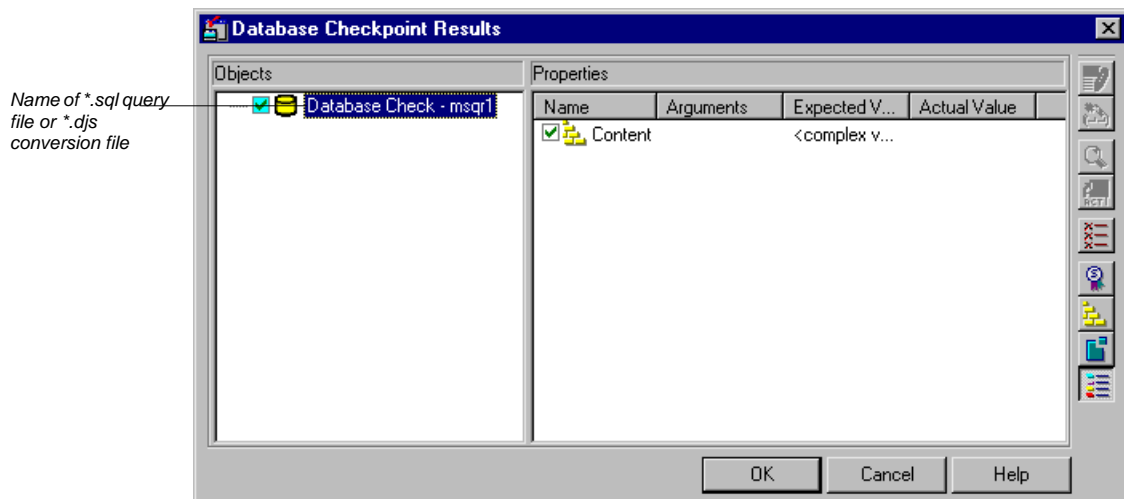 Database Checkpoint Results
Objects
Properties
Name of *.sql query
file or *.djs
conversion file
Database Check - msqr1
Name Arguments Expected V... Actual Value
Content <complex v...
OK Cancel Help